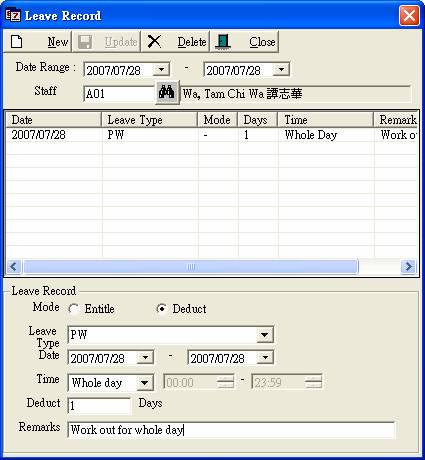 Leave Record
New Update Delete Close
Date Range : 2007/07/28 - 2007/07/28
Staff A01 Wa, Tam Chi Wa 譚志華
Date Leave Type Mode Days Time Remark
2007/07/28 PW - 1 Whole Day Work o
Leave Record
Mode Entitle Deduct
Leave Type PW
Date 2007/07/28 - 2007/07/28
Time Whole day 00:00 - 23:59
Deduct 1 Days
Remarks Work out for whole day